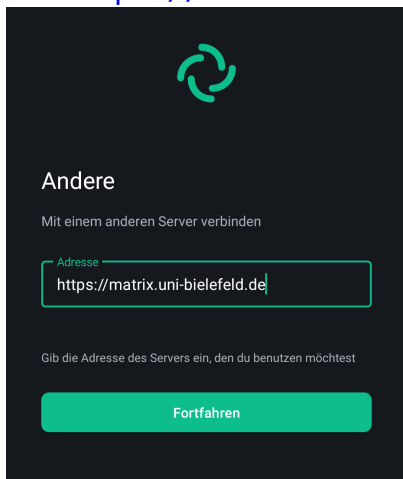 Andere
Mit einem anderen Server verbinden
Adresse
https://matrix.uni-bielefeld.de
Gib die Adresse des Servers ein, den du benutzen möchtest
Fortfahren